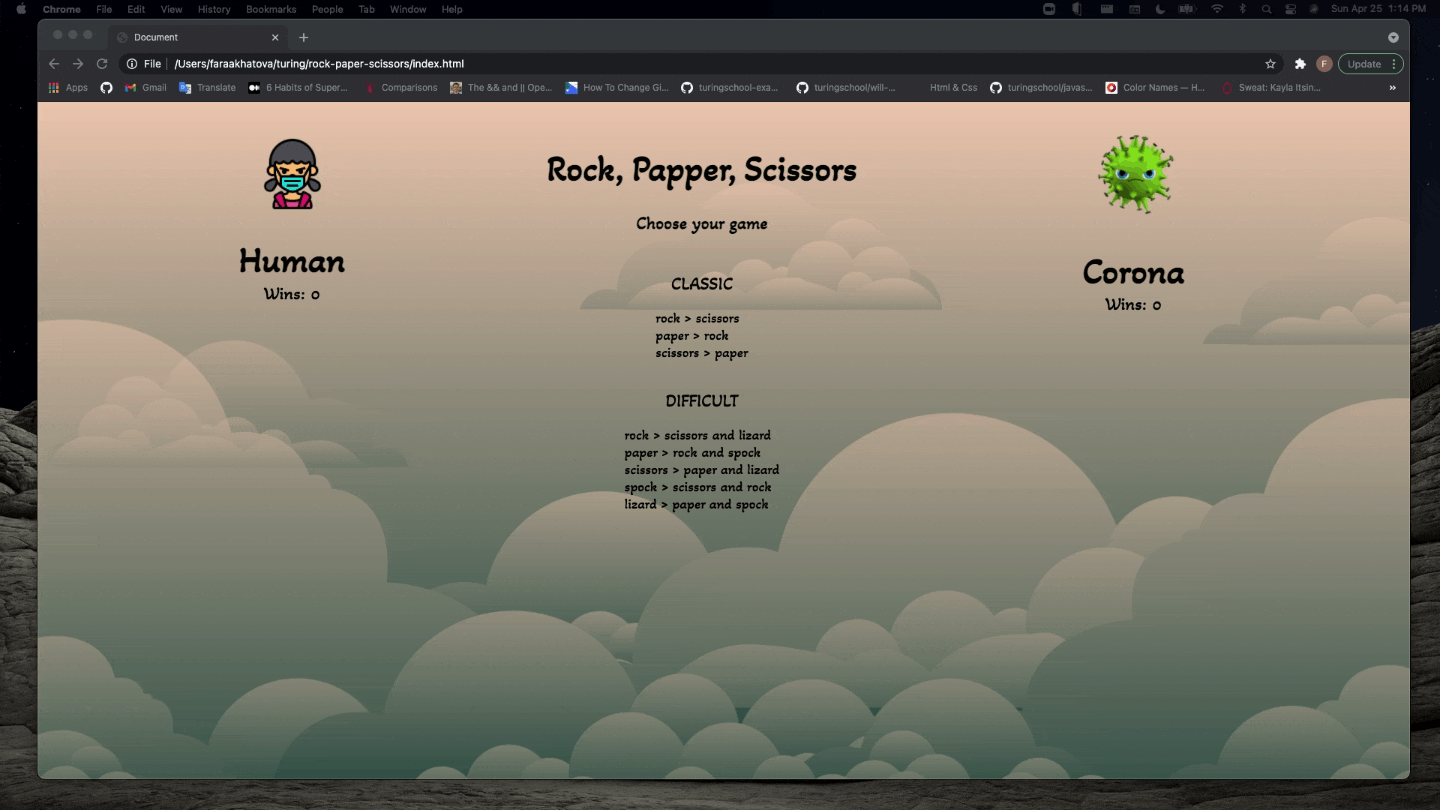 Chrome File Edit View History Bookmarks People Tab Window Help Sun Apr 25 1:14 PM
Document
File /Users/faraakhatova/turing/rock-paper-scissors/index.html F Update
Apps Gmail Translate 6 Habits of Super... Comparisons The && and || Ope... How To Change Gi... turingschool-exa... turingschool/will-... Html & Css turingschool/javas... Color Names — H... Sweat: Kayla Itsin... »
Rock, Papper, Scissors
Choose your game
Human
Wins: 0
Corona
Wins: 0
CLASSIC
rock > scissors
paper > rock
scissors > paper
DIFFICULT
rock > scissors and lizard
paper > rock and spock
scissors > paper and lizard
spock > scissors and rock
lizard > paper and spock